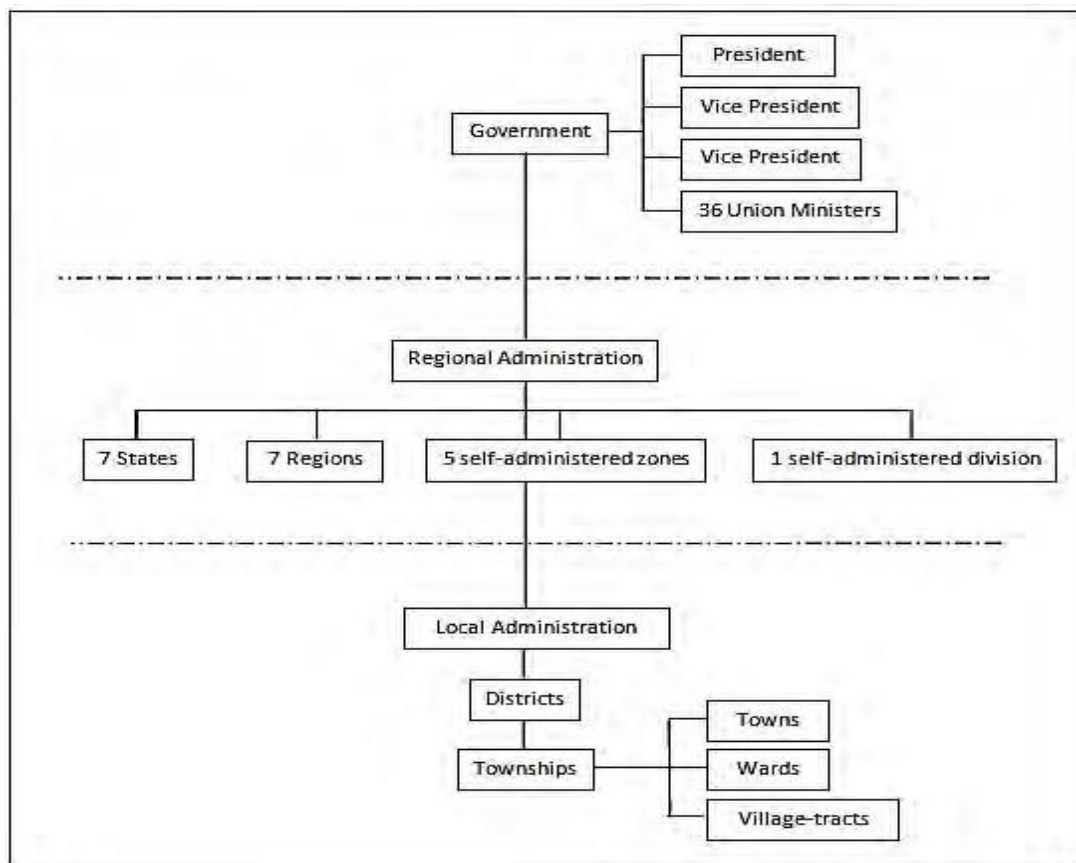 President
Vice President
Government
Vice President
36 Union Ministers
Regional Administration
7 States
7 Regions
5 self-administered zones
1 self-administered division
Local Administration
Districts
Towns
Townships
Wards
Village-tracts